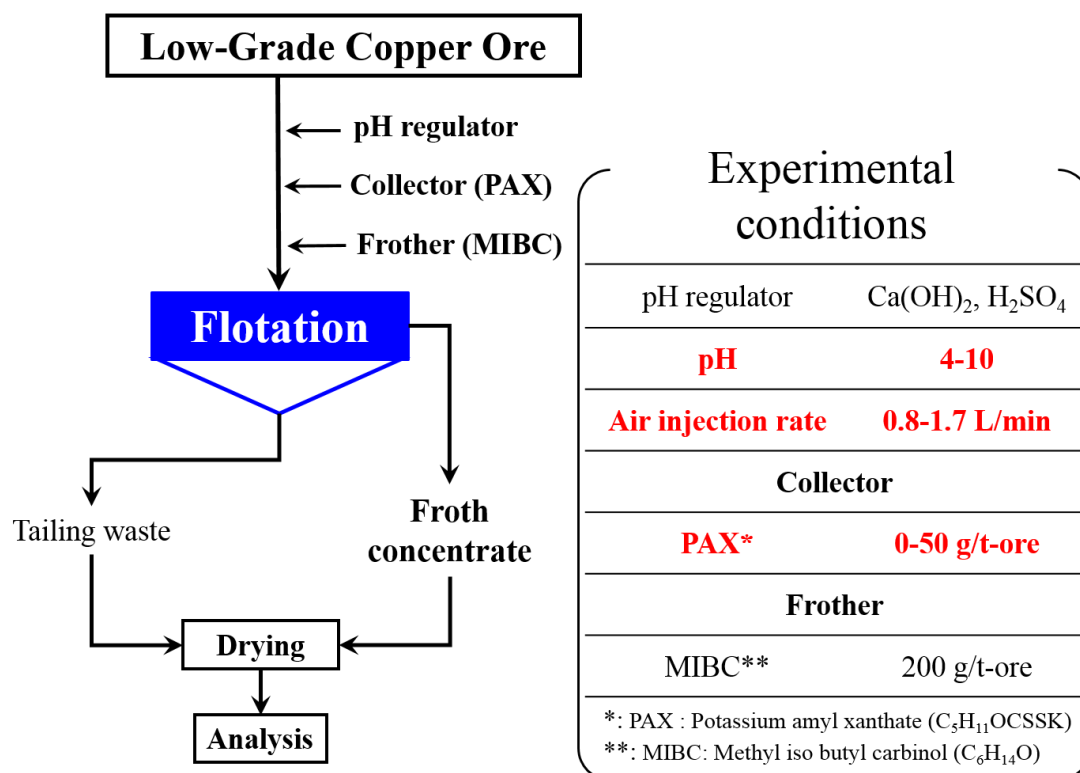 Low-Grade Copper Ore
pH regulator
Collector (PAX)
Frother (MIBC)
Flotation
Tailing waste
Froth
concentrate
Drying
Analysis
Experimental
conditions
pH regulator Ca(OH)₂, H₂SO₄
pH 4-10
Air injection rate 0.8-1.7 L/min
Collector
PAX* 0-50 g/t-ore
Frother
MIBC** 200 g/t-ore
*: PAX : Potassium amyl xanthate (C₅H₁₁OCSSK)
**: MIBC: Methyl iso butyl carbinol (C₆H₁₄O)